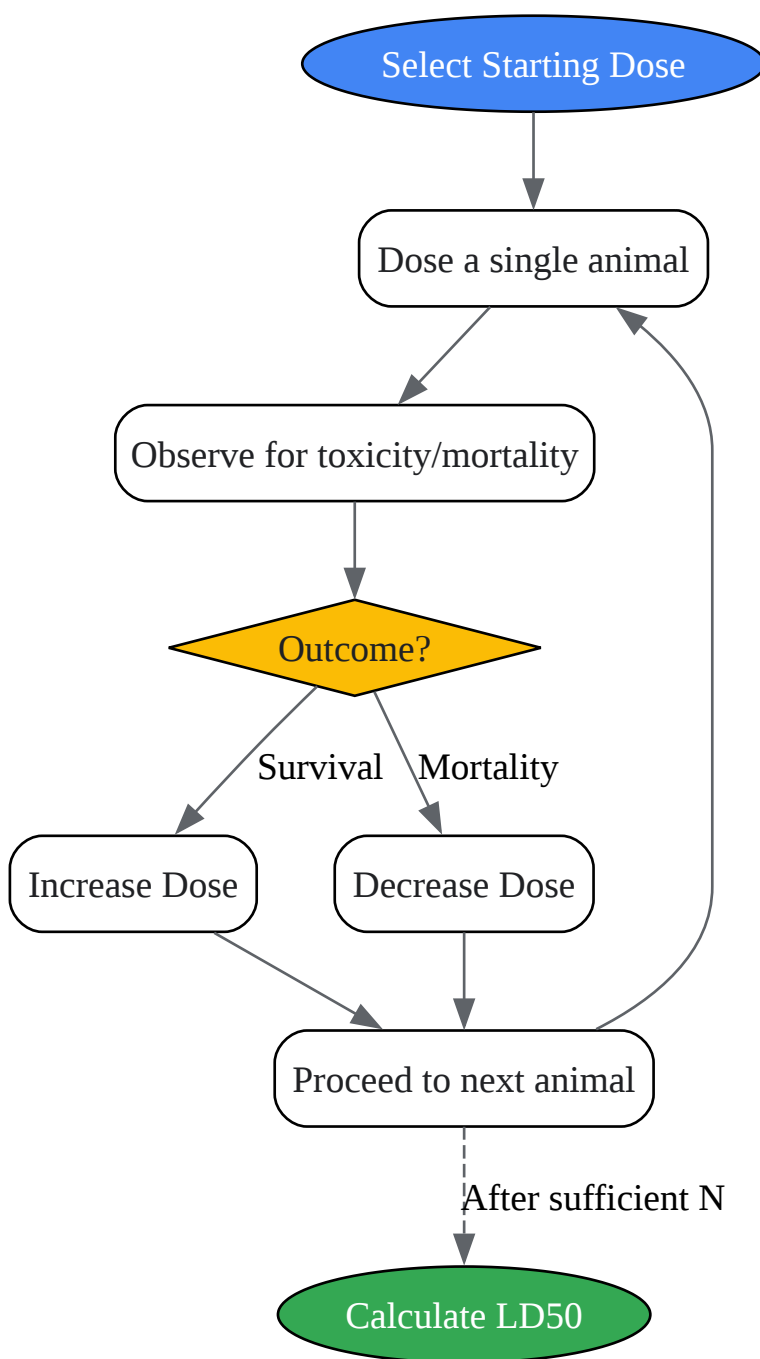 Select Starting Dose
Dose a single animal
Observe for toxicity/mortality
Outcome?
Survival
Mortality
Increase Dose
Decrease Dose
Proceed to next animal
After sufficient N
Calculate LD50